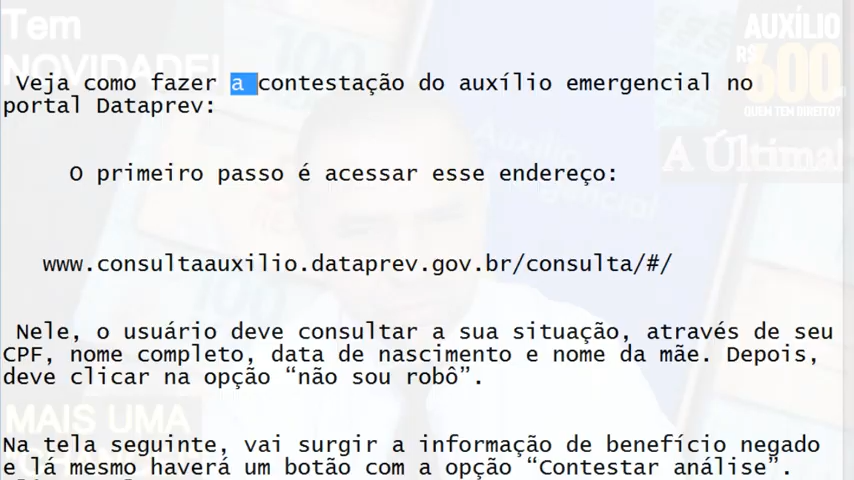 Tem
NOVIDADE!
AUXÍLIO
R$600
QUEM TEM DIREITO?
A Última!
Auxílio
Emergencial
Veja como fazer a contestação do auxílio emergencial no
portal Dataprev:
O primeiro passo é acessar esse endereço:
www.consultaauxilio.dataprev.gov.br/consulta/#/
Nele, o usuário deve consultar a sua situação, através de seu
CPF, nome completo, data de nascimento e nome da mãe. Depois,
deve clicar na opção “não sou robô”.
MAIS UMA
Na tela seguinte, vai surgir a informação de benefício negado
e lá mesmo haverá um botão com a opção “Contestar análise”.